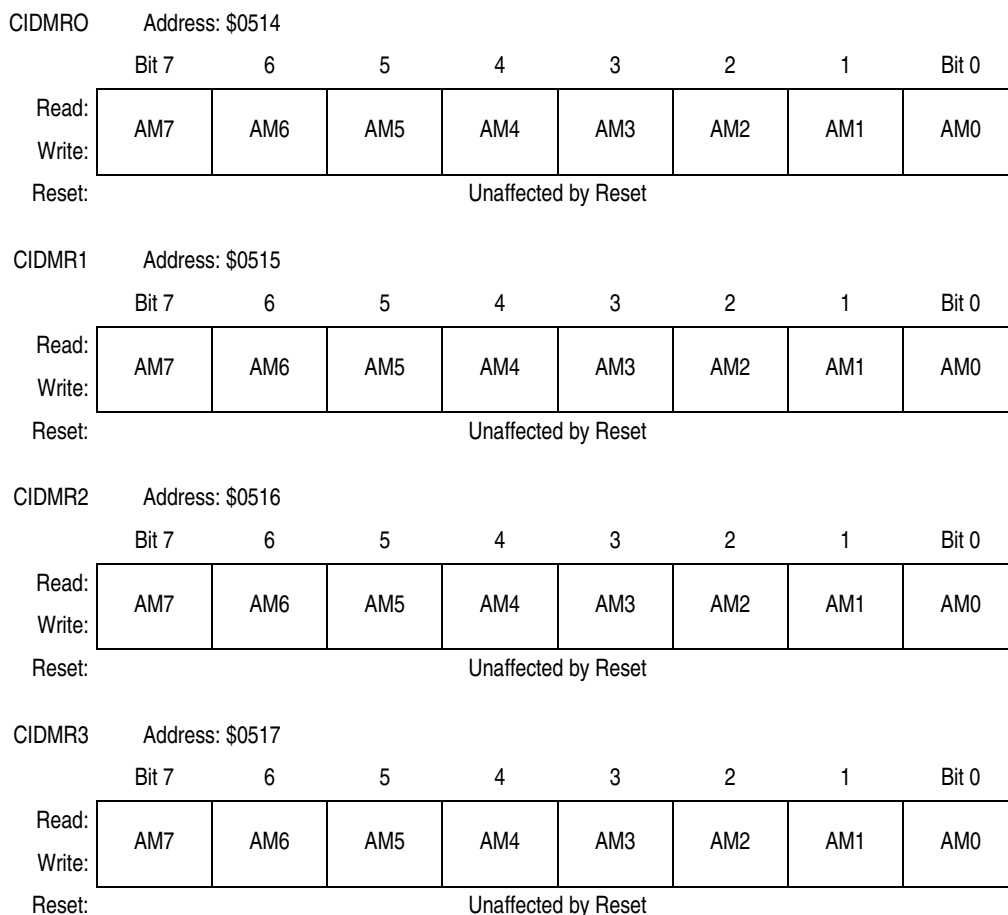 CIDMRO Address: $0514
Bit 7 6 5 4 3 2 1 Bit 0
Read:
AM7 AM6 AM5 AM4 AM3 AM2 AM1 AM0
Write:
Reset: Unaffected by Reset
CIDMR1 Address: $0515
Bit 7 6 5 4 3 2 1 Bit 0
Read:
AM7 AM6 AM5 AM4 AM3 AM2 AM1 AM0
Write:
Reset: Unaffected by Reset
CIDMR2 Address: $0516
Bit 7 6 5 4 3 2 1 Bit 0
Read:
AM7 AM6 AM5 AM4 AM3 AM2 AM1 AM0
Write:
Reset: Unaffected by Reset
CIDMR3 Address: $0517
Bit 7 6 5 4 3 2 1 Bit 0
Read:
AM7 AM6 AM5 AM4 AM3 AM2 AM1 AM0
Write:
Reset: Unaffected by Reset